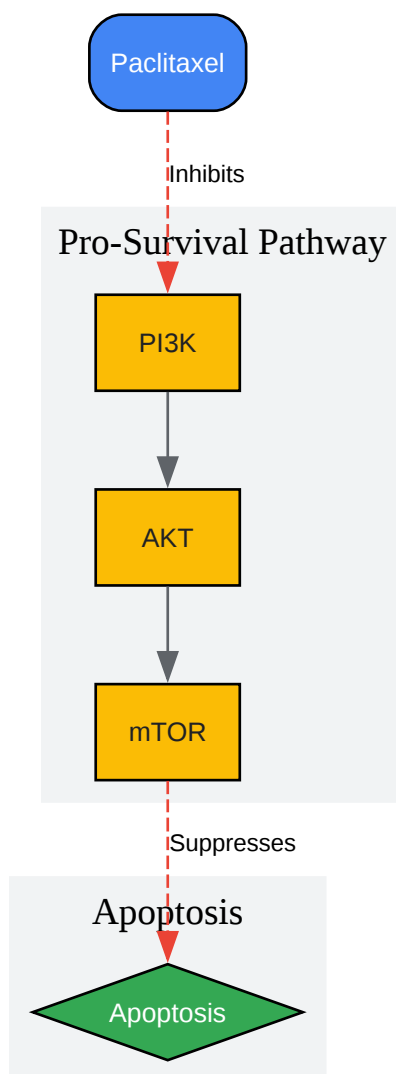 Paclitaxel
Inhibits
Pro-Survival Pathway
PI3K
AKT
mTOR
Suppresses
Apoptosis
Apoptosis